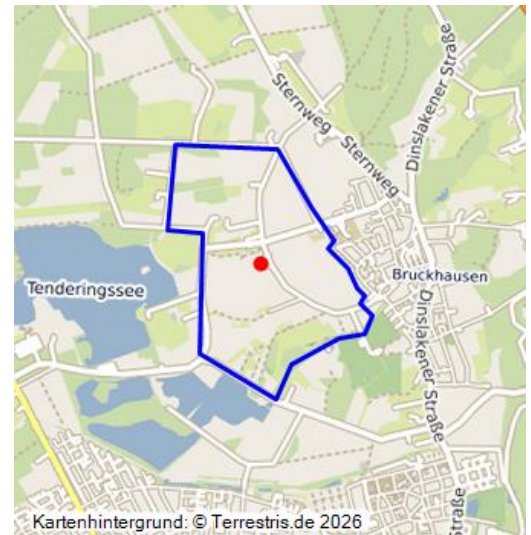 Sternweg
Sternweg
Dinslakener Straße
Tenderingssee
Bruckhausen
Dinslakener Straße
Straße
Kartenhintergrund: © Terrestris.de 2026